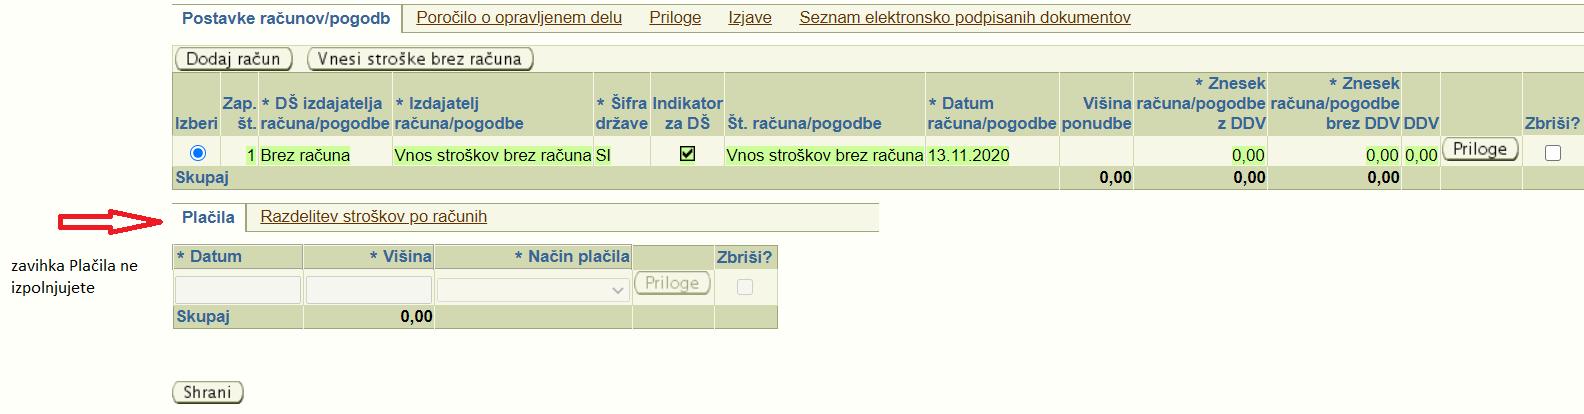 Postavke računov/pogodb Poročilo o opravljenem delu Priloge Izjave Seznam elektronsko podpisanih dokumentov
Dodaj račun Vnesi stroške brez računa
Izberi Zap. št. * DŠ izdajatelja računa/pogodbe * Izdajatelj računa/pogodbe * Šifra države Indikator za DŠ Št. računa/pogodbe * Datum računa/pogodbe Višina ponudbe * Znesek računa/pogodbe z DDV * Znesek računa/pogodbe brez DDV DDV Zbriši?
1 Brez računa Vnos stroškov brez računa SI Vnos stroškov brez računa 13.11.2020 0,00 0,00 0,00 Priloge
Skupaj 0,00 0,00 0,00
Plačila Razdelitev stroškov po računih
zavihka Plačila ne
izpolnjujete
* Datum * Višina * Način plačila Zbriši?
Priloge
Skupaj 0,00
Shrani